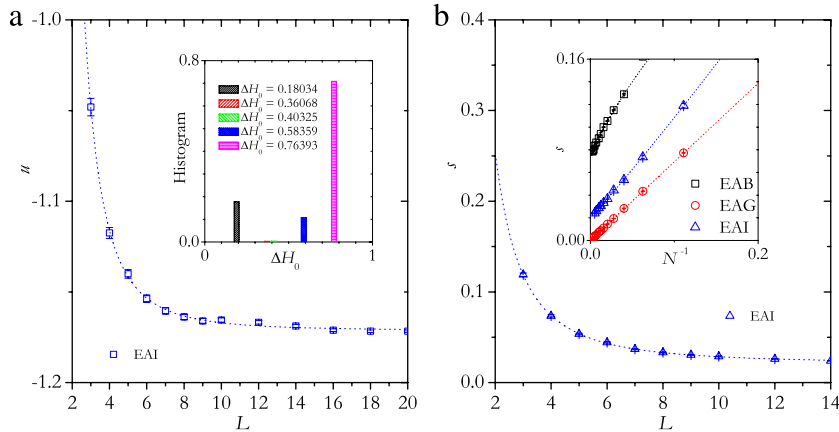 a
b
-1.0
-1.1
-1.2
u
2 4 6 8 10 12 14 16 18 20
L
EAI
0.8
0.0
Histogram
0 1
ΔH₀
ΔH₀ = 0.18034
ΔH₀ = 0.36068
ΔH₀ = 0.40325
ΔH₀ = 0.58359
ΔH₀ = 0.76393
0.5
0.4
0.3
0.2
0.1
0.0
s
2 4 6 8 10 12 14
L
EAI
0.16
0.00
s
0.0 0.2
N⁻¹
EAB
EAG
EAI